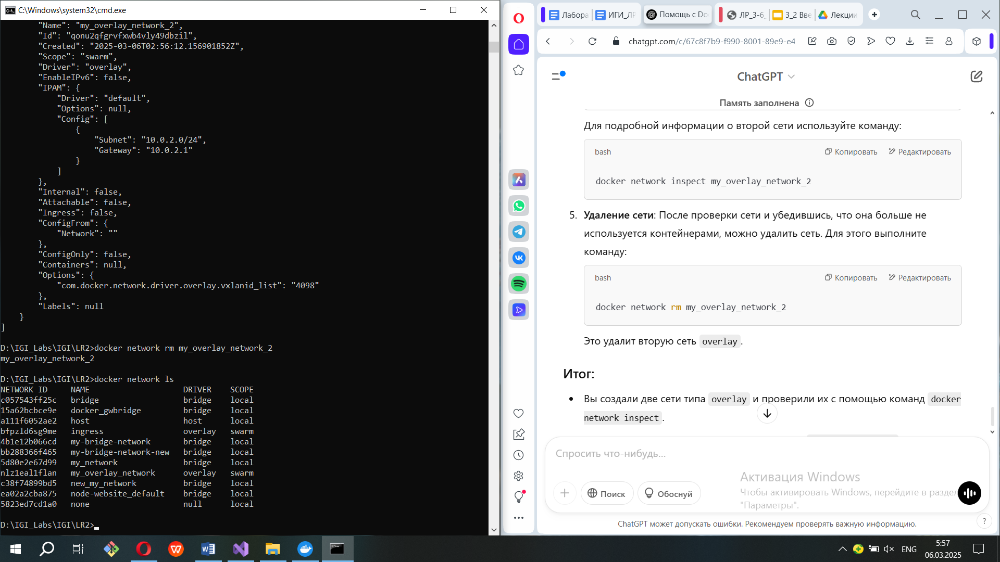 C:\Windows\system32\cmd.exe
"Name": "my_overlay_network_2",
"Id": "qonu2qfgrvfxwb4vly49dbzil",
"Created": "2025-03-06T02:56:12.156901852Z",
"Scope": "swarm",
"Driver": "overlay",
"EnableIPv6": false,
"IPAM": {
"Driver": "default",
"Options": null,
"Config": [
{
"Subnet": "10.0.2.0/24",
"Gateway": "10.0.2.1"
}
]
},
"Internal": false,
"Attachable": false,
"Ingress": false,
"ConfigFrom": {
"Network": ""
},
"ConfigOnly": false,
"Containers": null,
"Options": {
"com.docker.network.driver.overlay.vxlanid_list": "4098"
},
"Labels": null
}
]
D:\IGI_Labs\IGI\LR2>docker network rm my_overlay_network_2
my_overlay_network_2
D:\IGI_Labs\IGI\LR2>docker network ls
NETWORK ID NAME DRIVER SCOPE
c057543ff25c bridge bridge local
15a62bcbce9e docker_gwbridge bridge local
a111f6052ae2 host host local
bfpzld6sg9me ingress overlay swarm
4b1e12b066cd my-bridge-network bridge local
bb288366f465 my-bridge-network-new bridge local
5d80e2e67d99 my_network bridge local
nlz1eal1flan my_overlay_network overlay swarm
c38f74899bd5 new_my_network bridge local
ea02a2cba875 node-website_default bridge local
5823ed7cd1a0 none null local
D:\IGI_Labs\IGI\LR2>
Лабора
ИГИ_ЛР
Помощь с Do
ЛР_3-6_
3_2 Вве
Лекции
chatgpt.com/c/67c8f7b9-f990-8001-89e9-e4
ChatGPT
Память заполнена
Для подробной информации о второй сети используйте команду:
bash Копировать Редактировать
docker network inspect my_overlay_network_2
5. Удаление сети: После проверки сети и убедившись, что она больше не
используется контейнерами, можно удалить сеть. Для этого выполните
команду:
bash Копировать Редактировать
docker network rm my_overlay_network_2
Это удалит вторую сеть overlay.
Итог:
Вы создали две сети типа overlay и проверили их с помощью команд docker
network inspect.
Спросить что-нибудь...
Поиск
Обоснуй
Активация Windows
Чтобы активировать Windows, перейдите в раздел
"Параметры".
ChatGPT может допускать ошибки. Рекомендуем проверять важную информацию.
?
ENG
5:57
06.03.2025